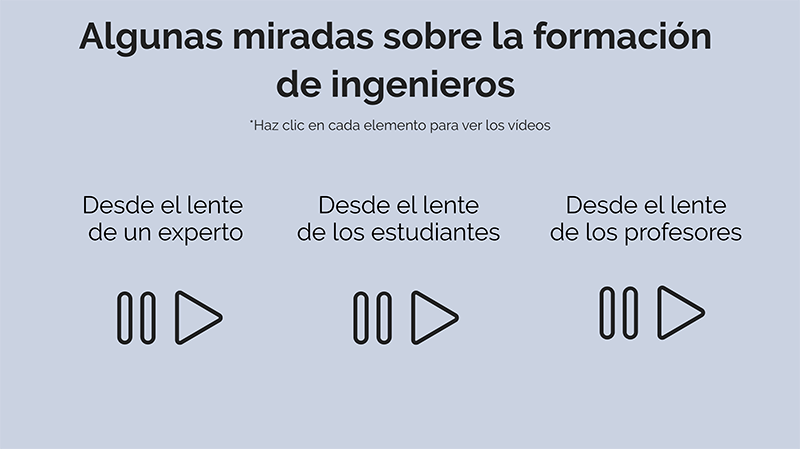 Algunas miradas sobre la formación
de ingenieros
*Haz clic en cada elemento para ver los videos
Desde el lente
de un experto
Desde el lente
de los estudiantes
Desde el lente
de los profesores